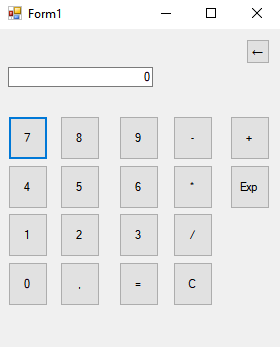 Form1
←
0
7 8 9 - +
4 5 6 * Exp
1 2 3 /
0 , = C